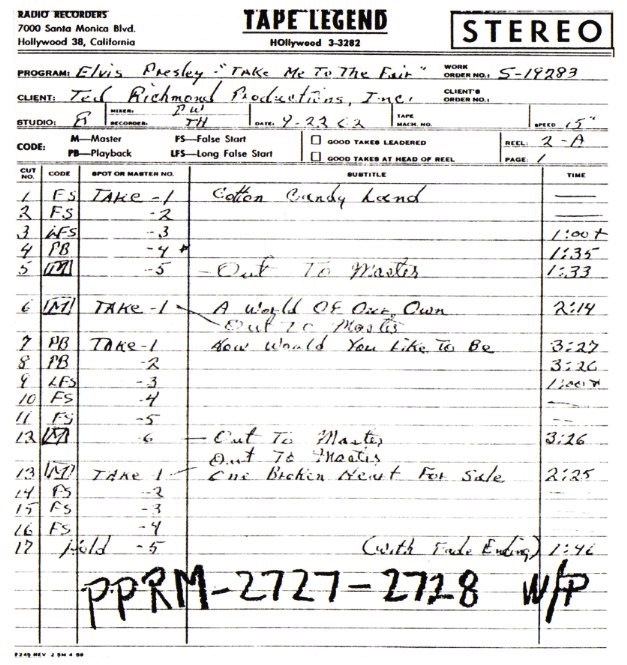 RADIO RECORDERS
7000 Santa Monica Blvd.
Hollywood 38, California
TAPE LEGEND
HOllywood 3-3282
STEREO
PROGRAM: Elvis Presley - "Take Me To The Fair" WORK ORDER NO.: S-19283
CLIENT: Ted Richmond Productions, Inc. CLIENT'S ORDER NO.:
STUDIO: B MIXER: RECORDER: TH DATE: 9-22 62 TAPE MACH. NO. SPEED 15"
CODE: M—Master FS—False Start GOOD TAKES LEADERED REEL: 2-A
PB—Playback LFS—Long False Start GOOD TAKES AT HEAD OF REEL PAGE: 1
CUT NO. CODE SPOT OR MASTER NO. SUBTITLE TIME
1 FS TAKE -1 Cotton Candy Land —
2 FS -2 —
3 LFS -3 1:00+
4 PB -4 * 1:35
5 M -5 - Out To Master 1:33
6 M TAKE -1 A World Of Our Own 2:14
- Out To Master
7 PB TAKE -1 How Would You Like To Be 3:27
8 PB -2 3:26
9 LFS -3 1:00+
10 FS -4 —
11 FS -5 —
12 M -6 - Out To Master 3:26
Out To Master
13 M TAKE 1 - One Broken Heart For Sale 2:25
14 FS -2
15 FS -3
16 FS -4
17 Hold -5 (with Fade Ending) 1:46
PPRM-2727-2728 W/P